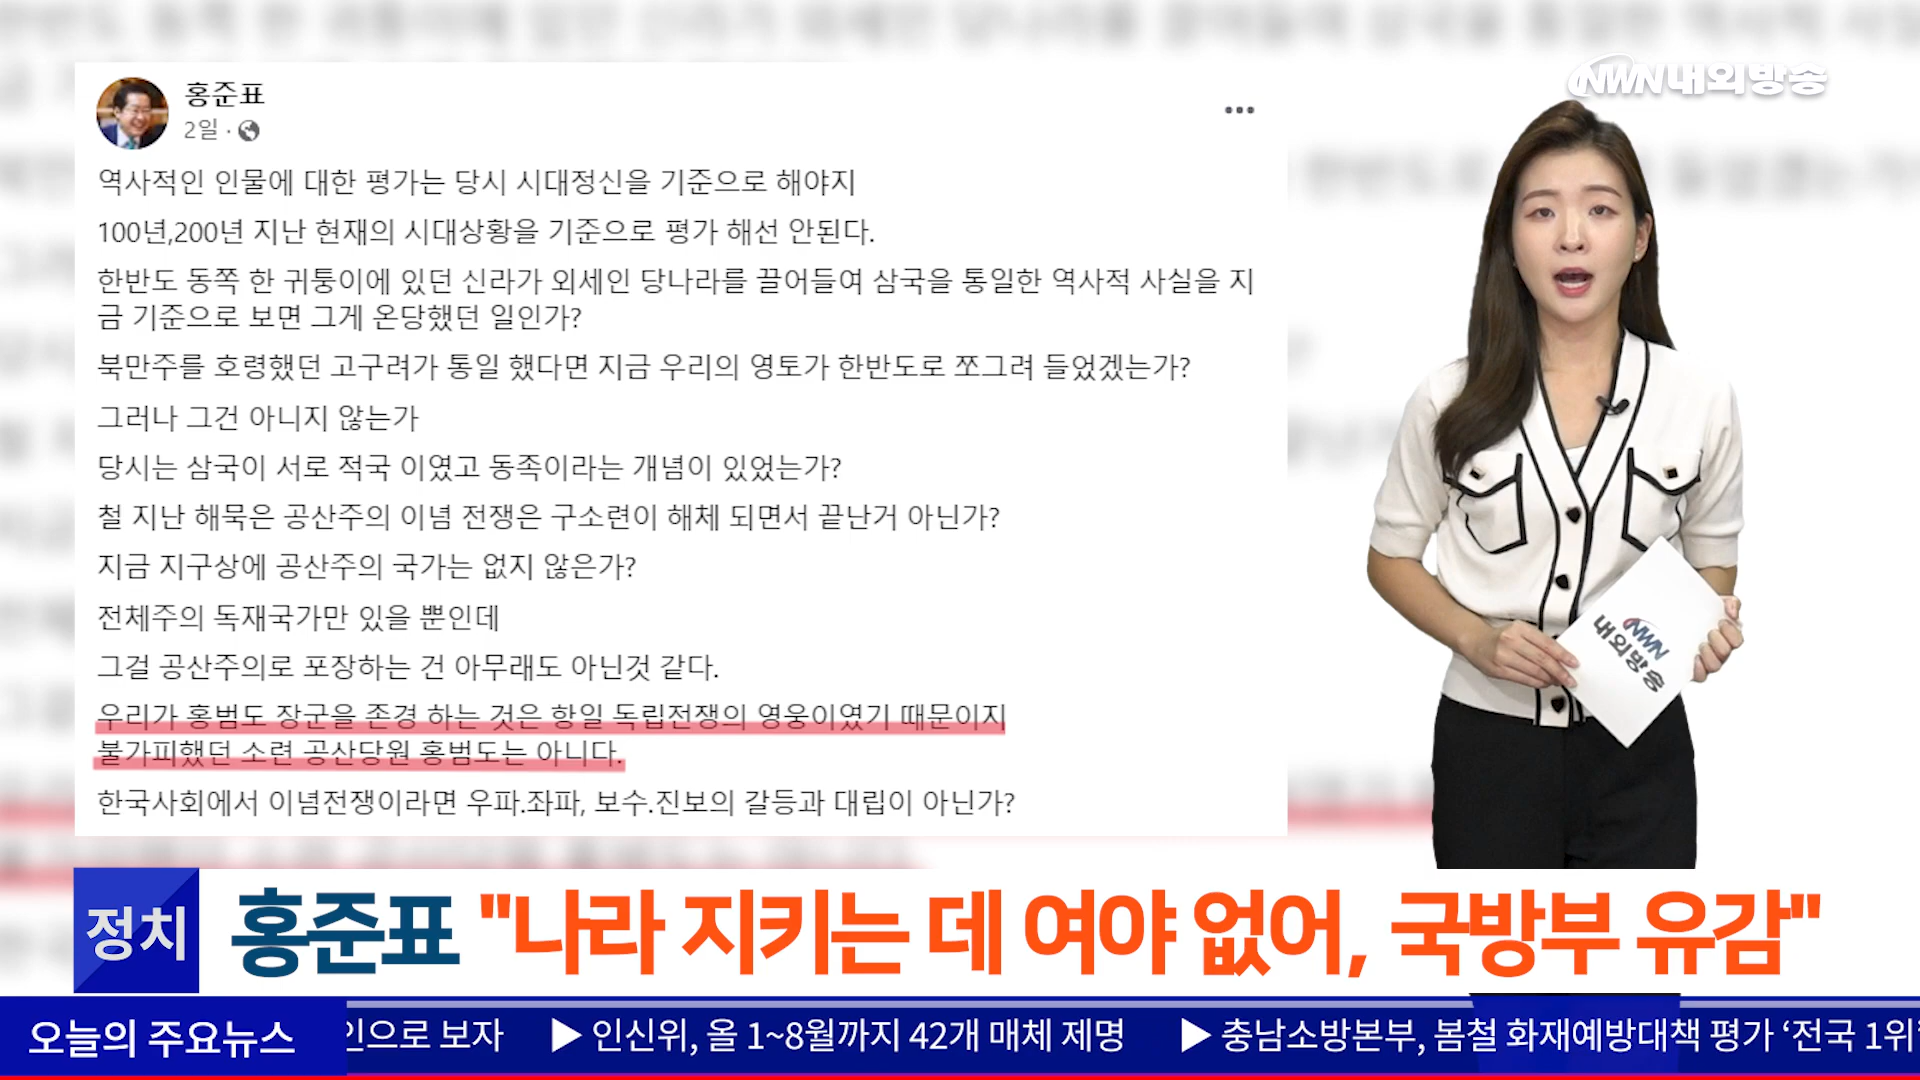 NWN내외방송
홍준표
2일 ·
역사적인 인물에 대한 평가는 당시 시대정신을 기준으로 해야지
100년,200년 지난 현재의 시대상황을 기준으로 평가 해선 안된다.
한반도 동쪽 한 귀퉁이에 있던 신라가 외세인 당나라를 끌어들여 삼국을 통일한 역사적 사실을 지
금 기준으로 보면 그게 온당했던 일인가?
북만주를 호령했던 고구려가 통일 했다면 지금 우리의 영토가 한반도로 쪼그려 들었겠는가?
그러나 그건 아니지 않는가
당시는 삼국이 서로 적국 이였고 동족이라는 개념이 있었는가?
철 지난 해묵은 공산주의 이념 전쟁은 구소련이 해체 되면서 끝난거 아닌가?
지금 지구상에 공산주의 국가는 없지 않은가?
전체주의 독재국가만 있을 뿐인데
그걸 공산주의로 포장하는 건 아무래도 아닌것 같다.
우리가 홍범도 장군을 존경 하는 것은 항일 독립전쟁의 영웅이였기 때문이지
불가피했던 소련 공산당원 홍범도는 아니다.
한국사회에서 이념전쟁이라면 우파.좌파, 보수.진보의 갈등과 대립이 아닌가?
NWN
내외방송
정치
홍준표 "나라 지키는 데 여야 없어, 국방부 유감"
오늘의 주요뉴스
인으로 보자 ▶ 인신위, 올 1~8월까지 42개 매체 제명 ▶ 충남소방본부, 봄철 화재예방대책 평가 ‘전국 1위’